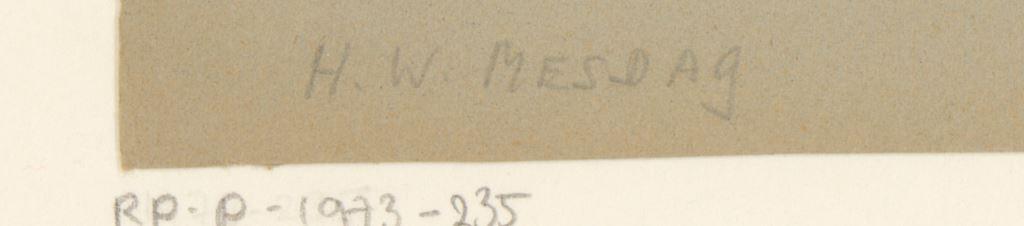 H. W. MESDAg
RP-P-1973-235